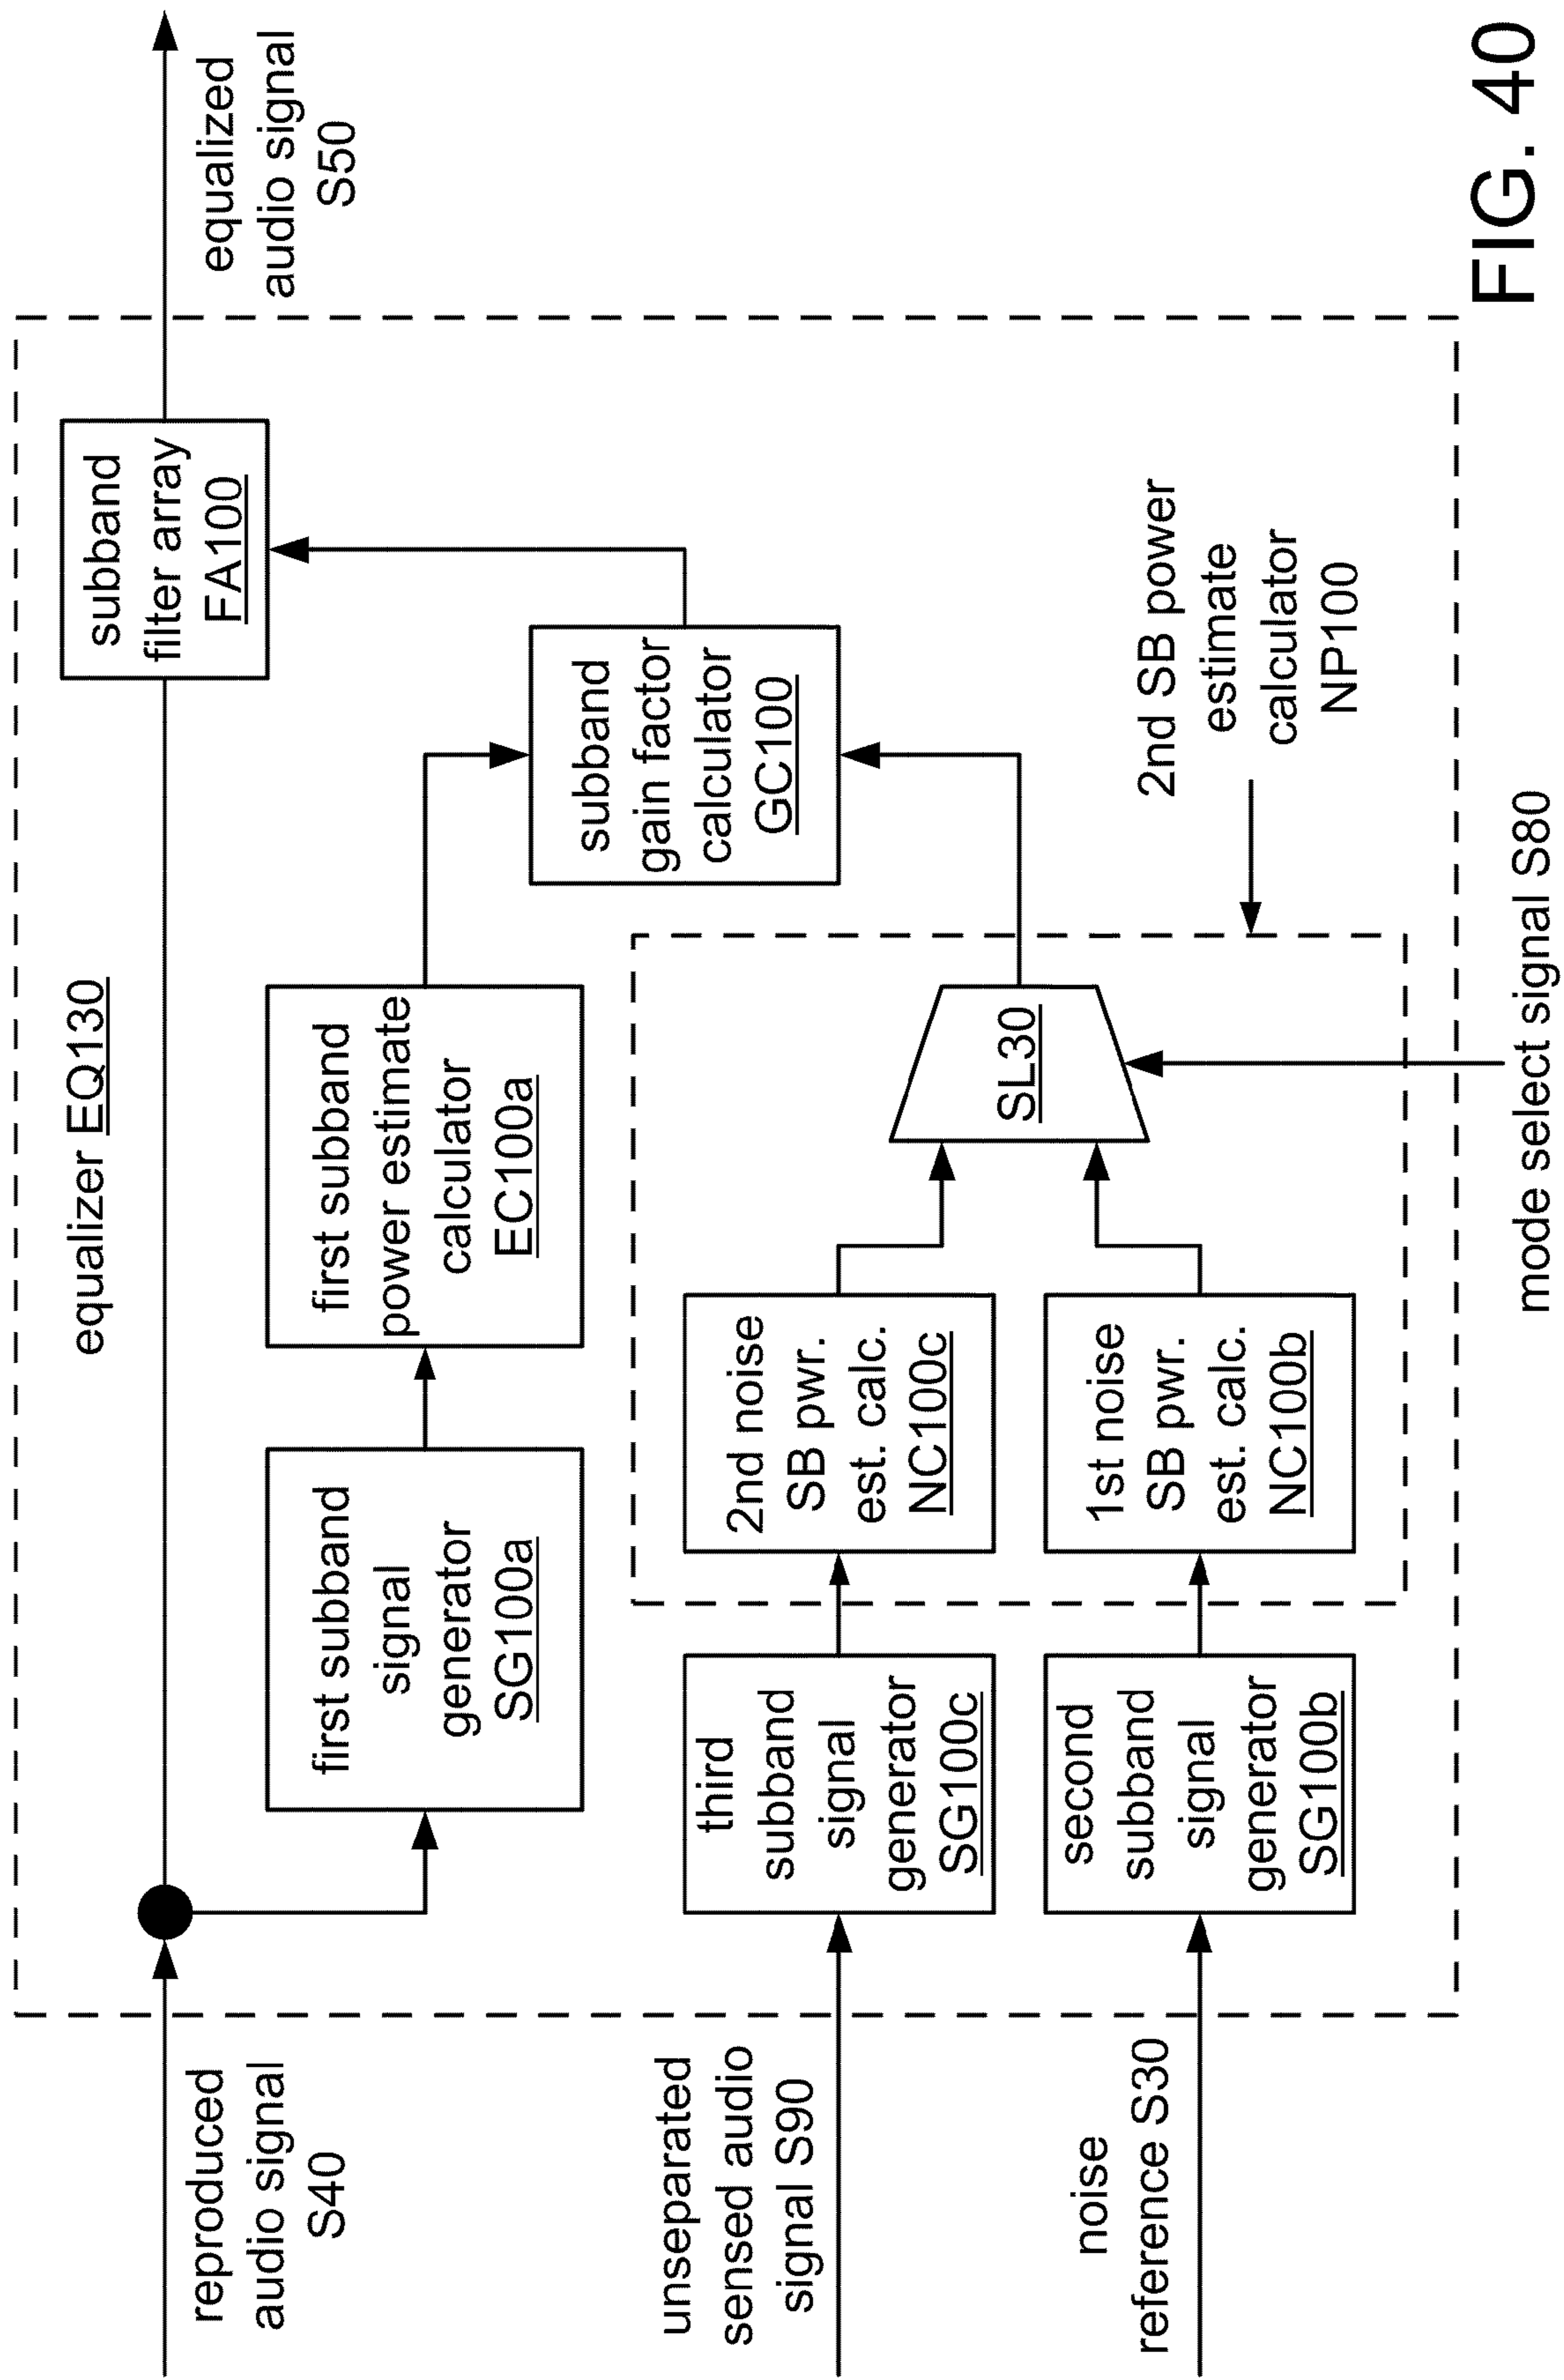 equalizer EQ130
reproduced
audio signal
S40
equalized
audio signal
S50
subband
filter array
FA100
first subband
signal
generator
SG100a
first subband
power estimate
calculator
EC100a
subband
gain factor
calculator
GC100
unseparated
sensed audio
signal S90
third
subband
signal
generator
SG100c
2nd noise
SB pwr.
est. calc.
NC100c
SL30
2nd SB power
estimate
calculator
NP100
noise
reference S30
second
subband
signal
generator
SG100b
1st noise
SB pwr.
est. calc.
NC100b
mode select signal S80
FIG. 40